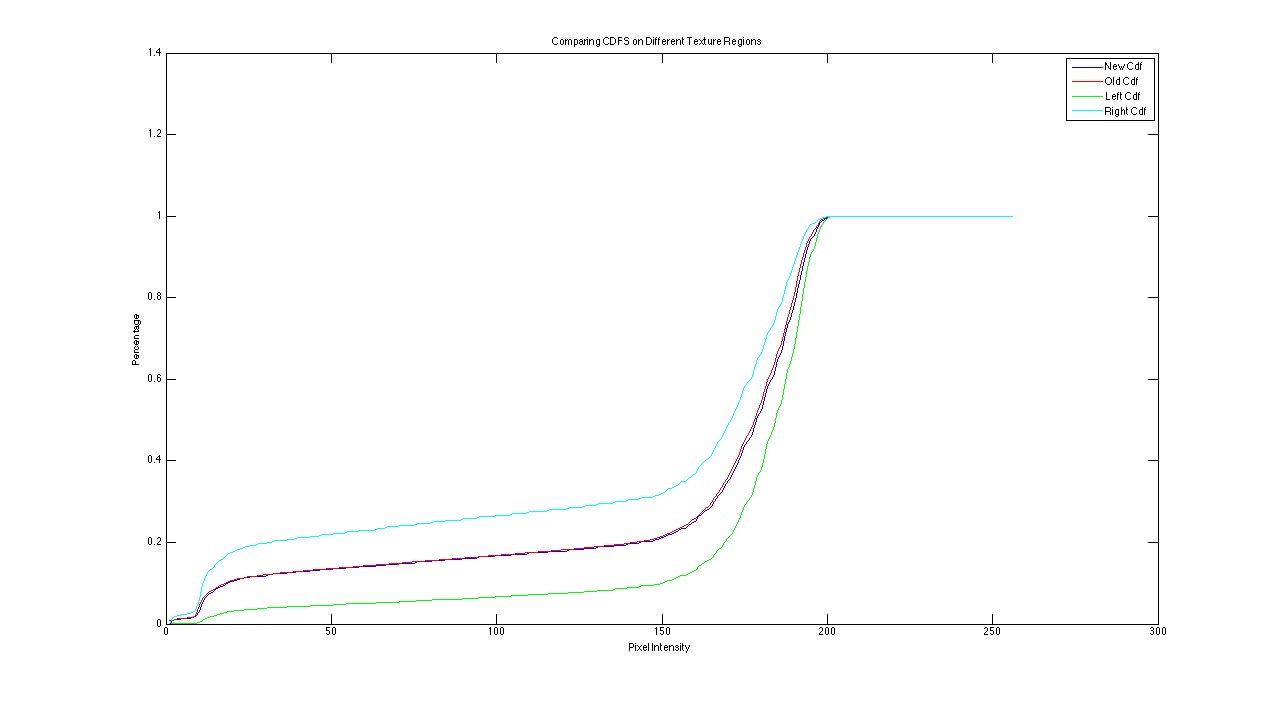 Comparing CDFS on Different Texture Regions
1.4
1.2
1
0.8
0.6
0.4
0.2
0
Percentage
New Cdf
Old Cdf
Left Cdf
Right Cdf
0 50 100 150 200 250 300
Pixel Intensity